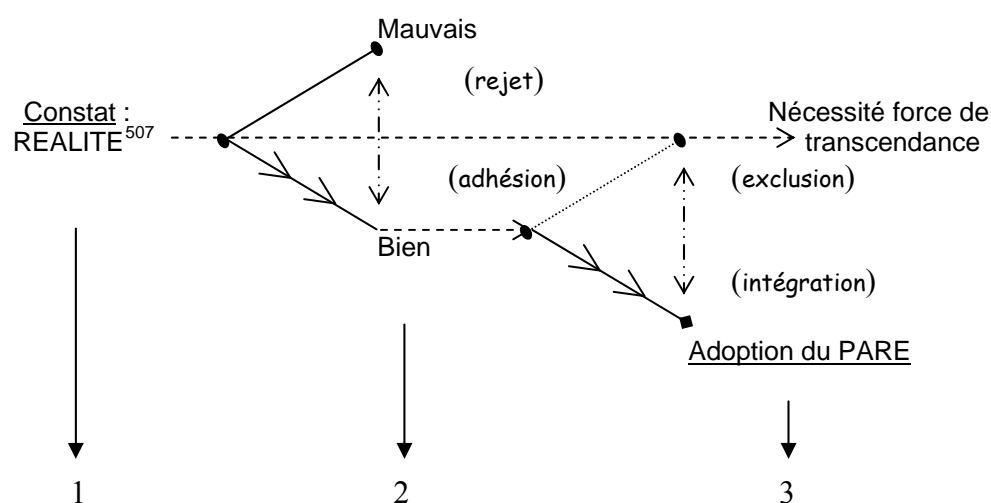 Mauvais
(rejet)
Constat :
REALITE507
Nécessité force de
transcendance
(adhésion)
(exclusion)
Bien
(intégration)
Adoption du PARE
1
2
3